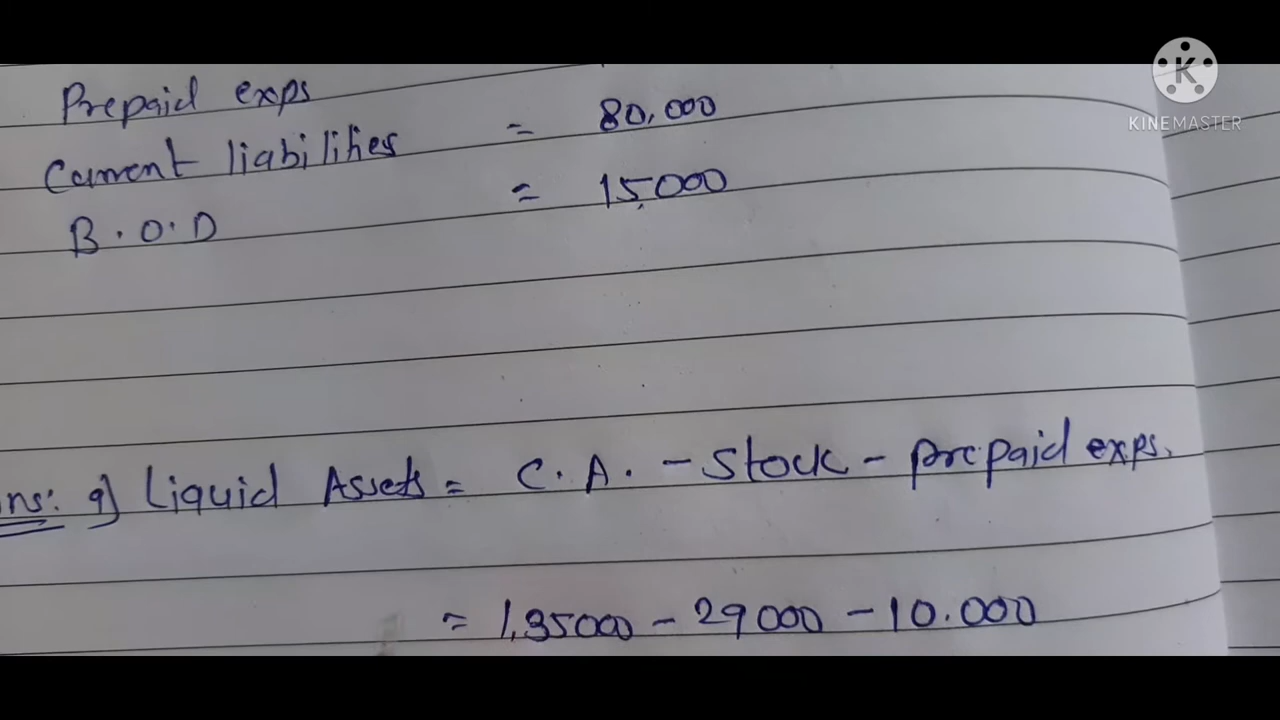 Prepaid exps
Current liabilities = 80,000
B.O.D = 15,000
Ans: a) Liquid Assets = C.A. - Stock - prepaid exps.
= 1,35000 - 29000 - 10.000
K
KINEMASTER